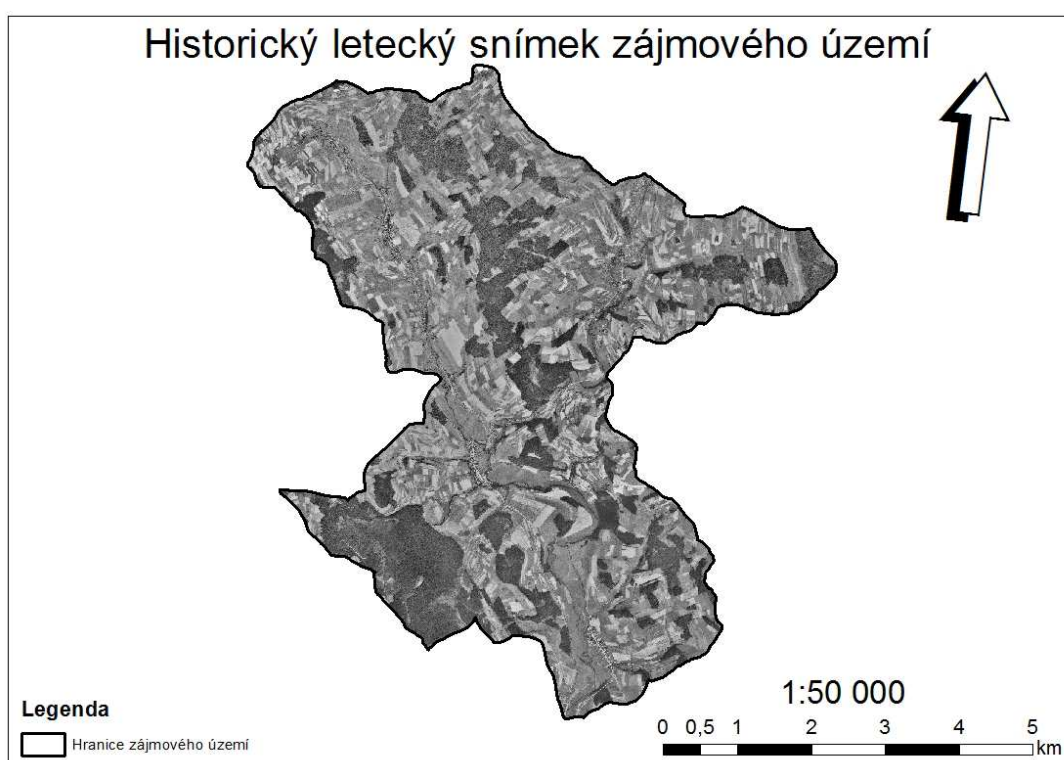 Historický letecký snímek zájmového území
1:50 000
Legenda
Hranice zájmového území
0 0,5 1 2 3 4 5
km